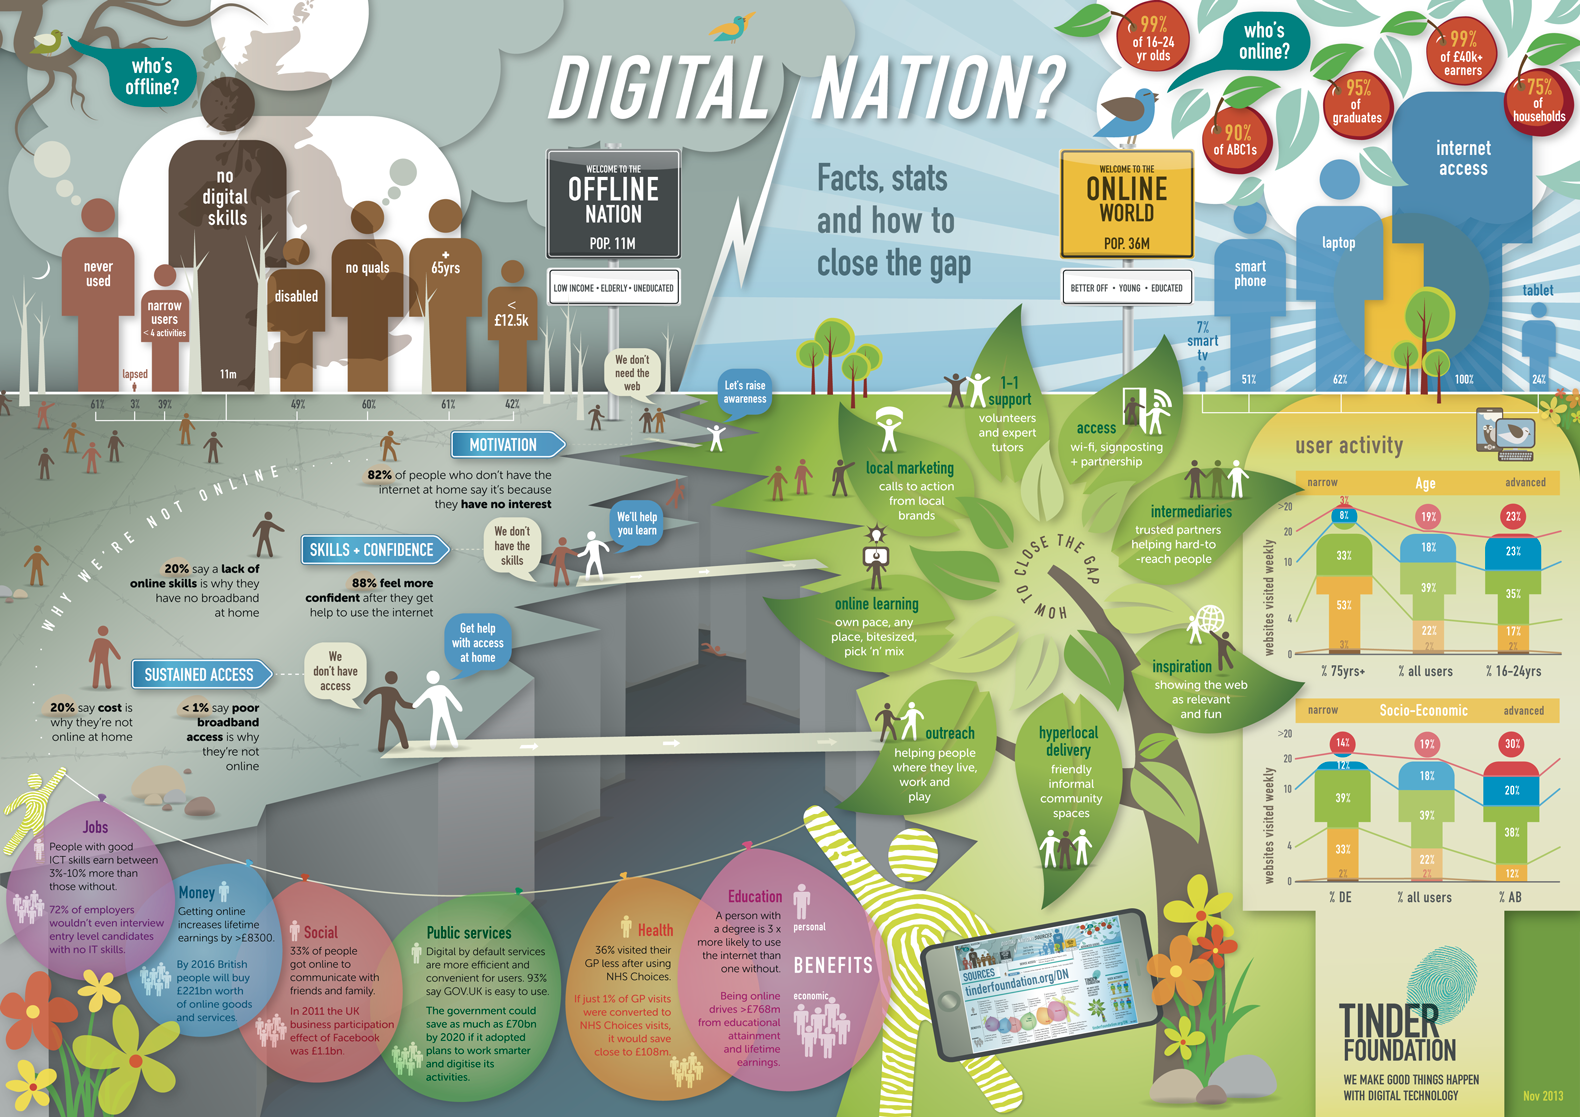 who's
offline?
DIGITAL NATION?
Facts, stats
and how to
close the gap
WELCOME TO THE
OFFLINE
NATION
POP. 11M
LOW INCOME • ELERLY • UNEDUCATED
WELCOME TO THE
ONLINE
WORLD
POP. 36M
BETTER OFF • YOUNG • EDUCATED
who's
online?
99%
of 16-24
yr olds
90%
of ABC1s
95%
of
graduates
99%
of £40k+
earners
75%
of
households
never
used
61%
lapsed
3%
narrow
users
< 4 activities
39%
no
digital
skills
11m
disabled
49%
no quals
60%
+
65yrs
61%
<
£12.5k
42%
7%
smart
tv
smart
phone
51%
laptop
62%
internet
access
100%
tablet
24%
WHY WE'RE NOT ONLINE
We don't
need the
web
Let's raise
awareness
MOTIVATION
82% of people who don't have the
internet at home say it's because
they have no interest
SKILLS + CONFIDENCE
We don't
have the
skills
We'll help
you learn
20% say a lack of
online skills is why they
have no broadband
at home
88% feel more
confident after they get
help to use the internet
SUSTAINED ACCESS
We
don't have
access
Get help
with access
at home
20% say cost is
why they're not
online at home
< 1% say poor
broadband
access is why
they're not
online
HOW TO CLOSE THE GAP
1-1
support
volunteers
and expert
tutors
access
wi-fi, signposting
+ partnership
local marketing
calls to action
from local
brands
intermediaries
trusted partners
helping hard-to
-reach people
online learning
own pace, any
place, bitesized,
pick 'n' mix
inspiration
showing the web
as relevant
and fun
outreach
helping people
where they live,
work and
play
hyperlocal
delivery
friendly
informal
community
spaces
user activity
narrow
Age
advanced
websites visited weekly
>20
20
10
4
0
3%
8%
33%
53%
3%
19%
18%
39%
22%
2%
23%
23%
35%
17%
2%
% 75yrs+
% all users
% 16-24yrs
narrow
Socio-Economic
advanced
websites visited weekly
>20
20
10
4
0
14%
12%
39%
33%
2%
19%
18%
39%
22%
2%
30%
20%
38%
12%
% DE
% all users
% AB
Jobs
People with good
ICT skills earn between
3%-10% more than
those without.
72% of employers
wouldn't even interview
entry level candidates
with no IT skills.
Money
Getting online
increases lifetime
earnings by >£8300.
By 2016 British
people will buy
£221bn worth
of online goods
and services.
Social
33% of people
got online to
communicate with
friends and family.
In 2011 the UK
business participation
effect of Facebook
was £1.1bn.
Public services
Digital by default services
are more efficient and
convenient for users. 93%
say GOV.UK is easy to use.
The government could
save as much as £70bn
by 2020 if it adopted
plans to work smarter
and digitise its
activities.
Health
36% visited their
GP less after using
NHS Choices.
If just 1% of GP visits
were converted to
NHS Choices visits,
it would save
close to £108m.
Education
A person with
a degree is 3 x
more likely to use
the internet than
one without.
Being online
drives >£768m
from educational
attainment
and lifetime
earnings.
personal
BENEFITS
economic
SOURCES
tinderfoundation.org/DN
TINDER
FOUNDATION
WE MAKE GOOD THINGS HAPPEN
WITH DIGITAL TECHNOLOGY
Nov 2013